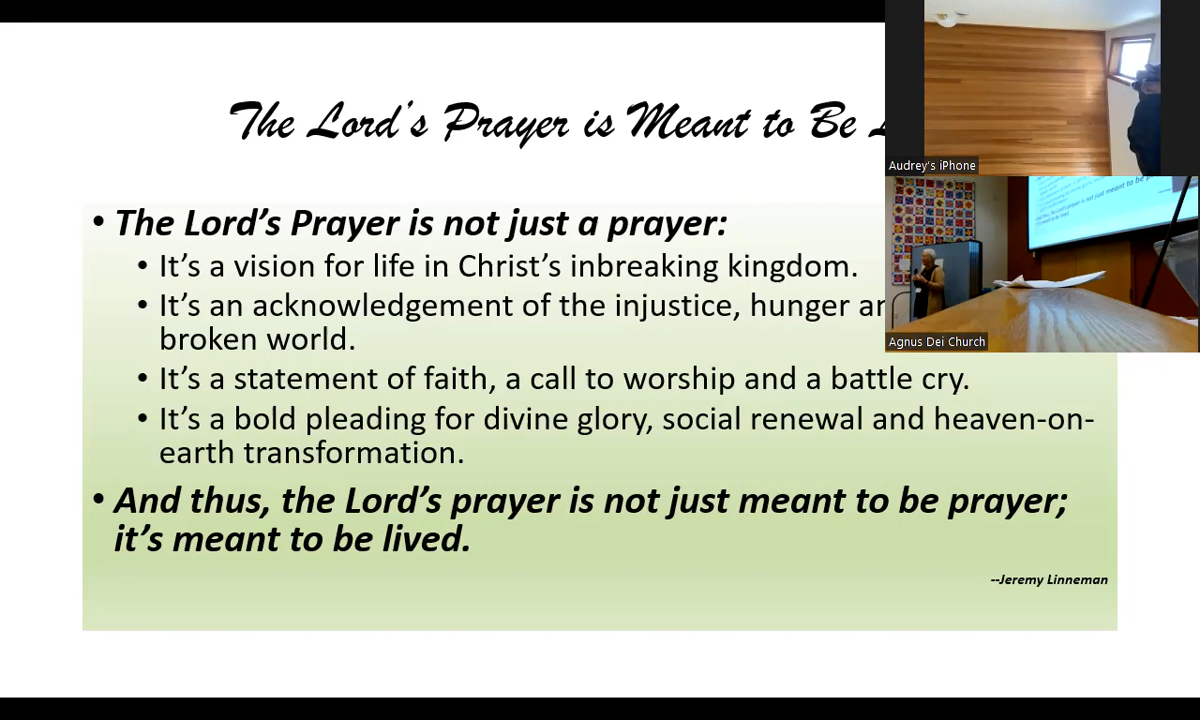 The Lord's Prayer is Meant to Be
• The Lord's Prayer is not just a prayer:
• It's a vision for life in Christ's inbreaking kingdom.
• It's an acknowledgement of the injustice, hunger
broken world.
• It's a statement of faith, a call to worship and a battle cry.
• It's a bold pleading for divine glory, social renewal and heaven-on-
earth transformation.
• And thus, the Lord's prayer is not just meant to be prayer;
it's meant to be lived.
--Jeremy Linneman
Audrey's iPhone
Agnus Dei Church